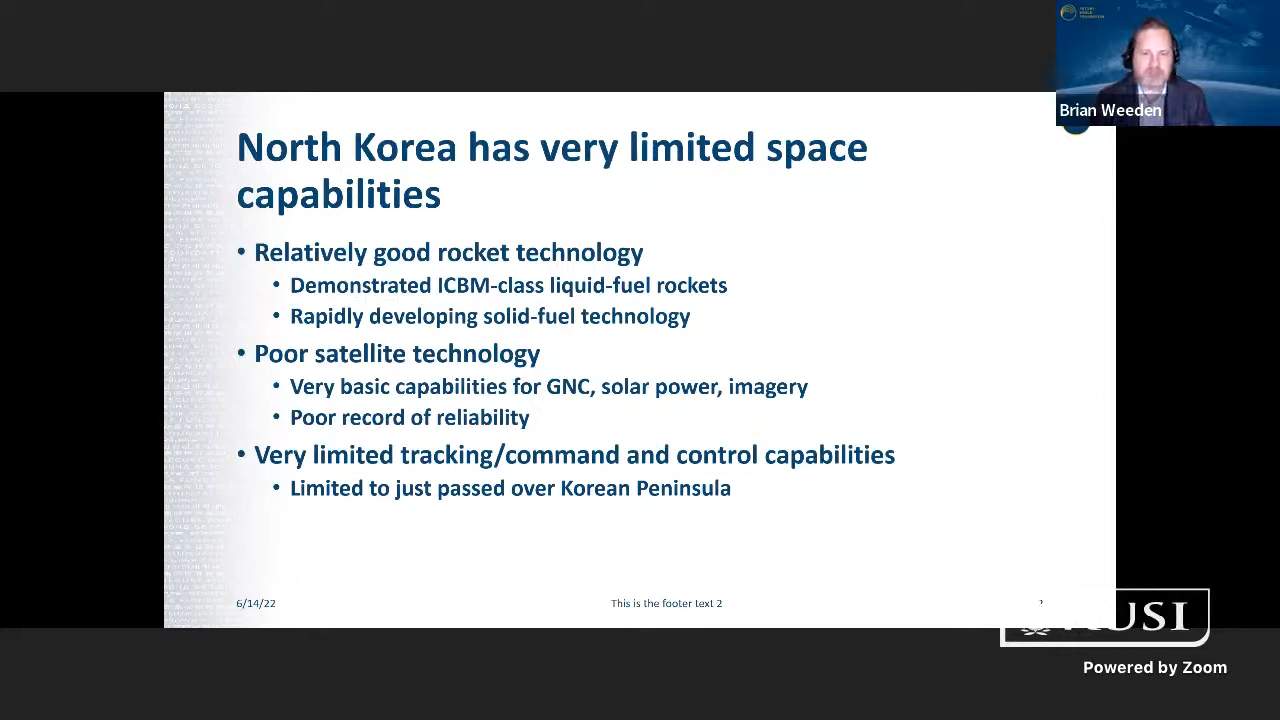 SECURE
WORLD
FOUNDATION
Brian Weeden
North Korea has very limited space
capabilities
• Relatively good rocket technology
• Demonstrated ICBM-class liquid-fuel rockets
• Rapidly developing solid-fuel technology
• Poor satellite technology
• Very basic capabilities for GNC, solar power, imagery
• Poor record of reliability
• Very limited tracking/command and control capabilities
• Limited to just passed over Korean Peninsula
6/14/22
This is the footer text 2
RUSI
Powered by Zoom